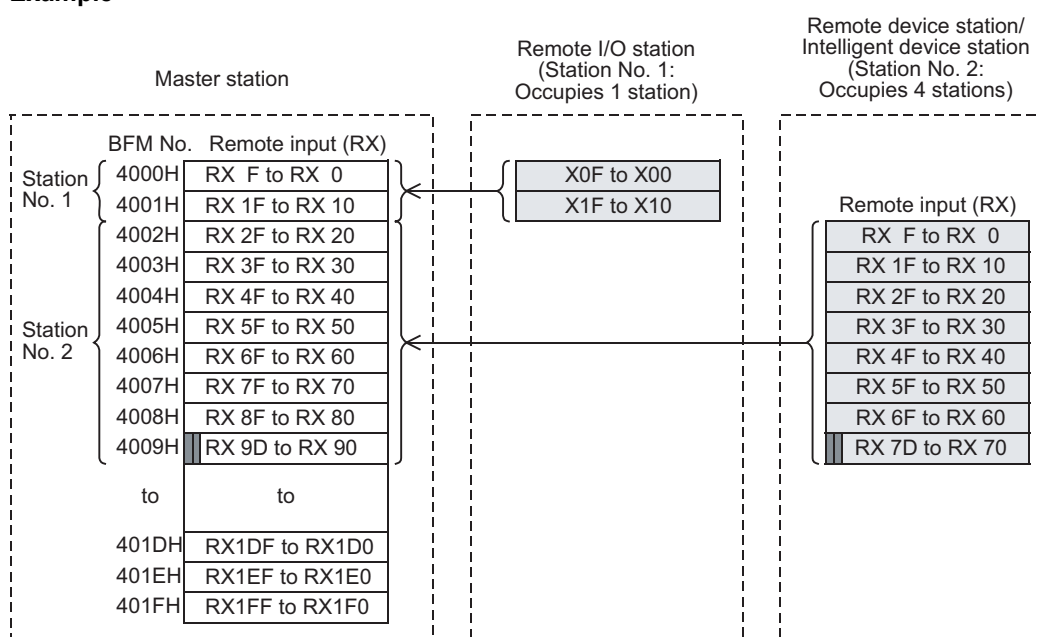 Example
Master station
Remote I/O station
(Station No. 1:
Occupies 1 station)
Remote device station/
Intelligent device station
(Station No. 2:
Occupies 4 stations)
BFM No. Remote input (RX)
Station
No. 1
4000H RX F to RX 0
4001H RX 1F to RX 10
Station
No. 2
4002H RX 2F to RX 20
4003H RX 3F to RX 30
4004H RX 4F to RX 40
4005H RX 5F to RX 50
4006H RX 6F to RX 60
4007H RX 7F to RX 70
4008H RX 8F to RX 80
4009H RX 9D to RX 90
to to
401DH RX1DF to RX1D0
401EH RX1EF to RX1E0
401FH RX1FF to RX1F0
X0F to X00
X1F to X10
Remote input (RX)
RX F to RX 0
RX 1F to RX 10
RX 2F to RX 20
RX 3F to RX 30
RX 4F to RX 40
RX 5F to RX 50
RX 6F to RX 60
RX 7D to RX 70